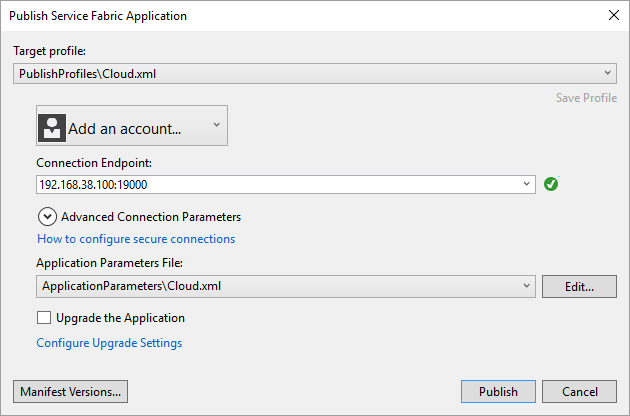 Publish Service Fabric Application
Target profile:
PublishProfiles\Cloud.xml
Save Profile
Add an account...
Connection Endpoint:
192.168.38.100:19000
Advanced Connection Parameters
How to configure secure connections
Application Parameters File:
ApplicationParameters\Cloud.xml
Edit...
Upgrade the Application
Configure Upgrade Settings
Manifest Versions...
Publish
Cancel